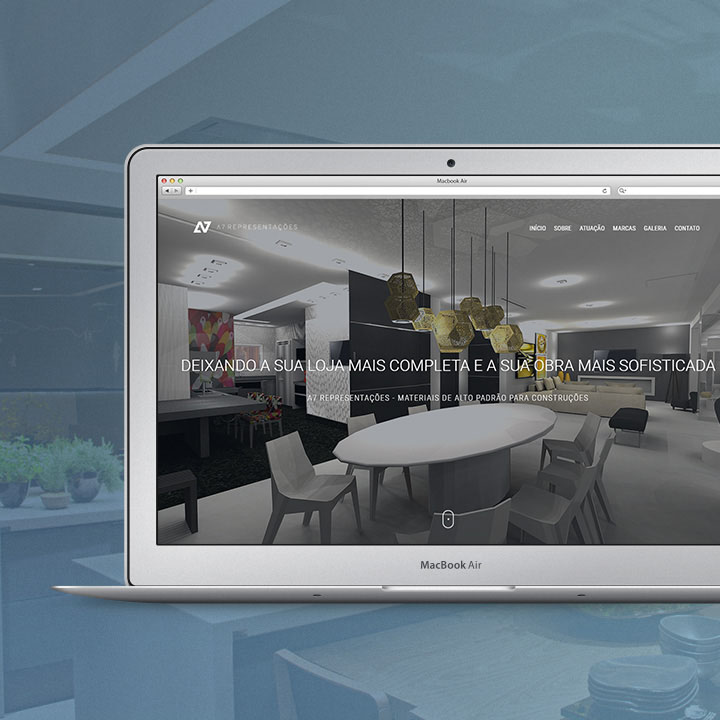 Macbook Air
A7 REPRESENTAÇÕES
INÍCIO SOBRE ATUAÇÃO MARCAS GALERIA CONTATO
DEIXANDO A SUA LOJA MAIS COMPLETA E A SUA OBRA MAIS SOFISTICADA
A7 REPRESENTAÇÕES - MATERIAIS DE ALTO PADRÃO PARA CONSTRUÇÕES
MacBook Air